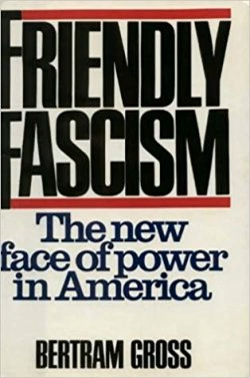 FRIENDLY
FASCISM
The new
face of power
in America
BERTRAM GROSS